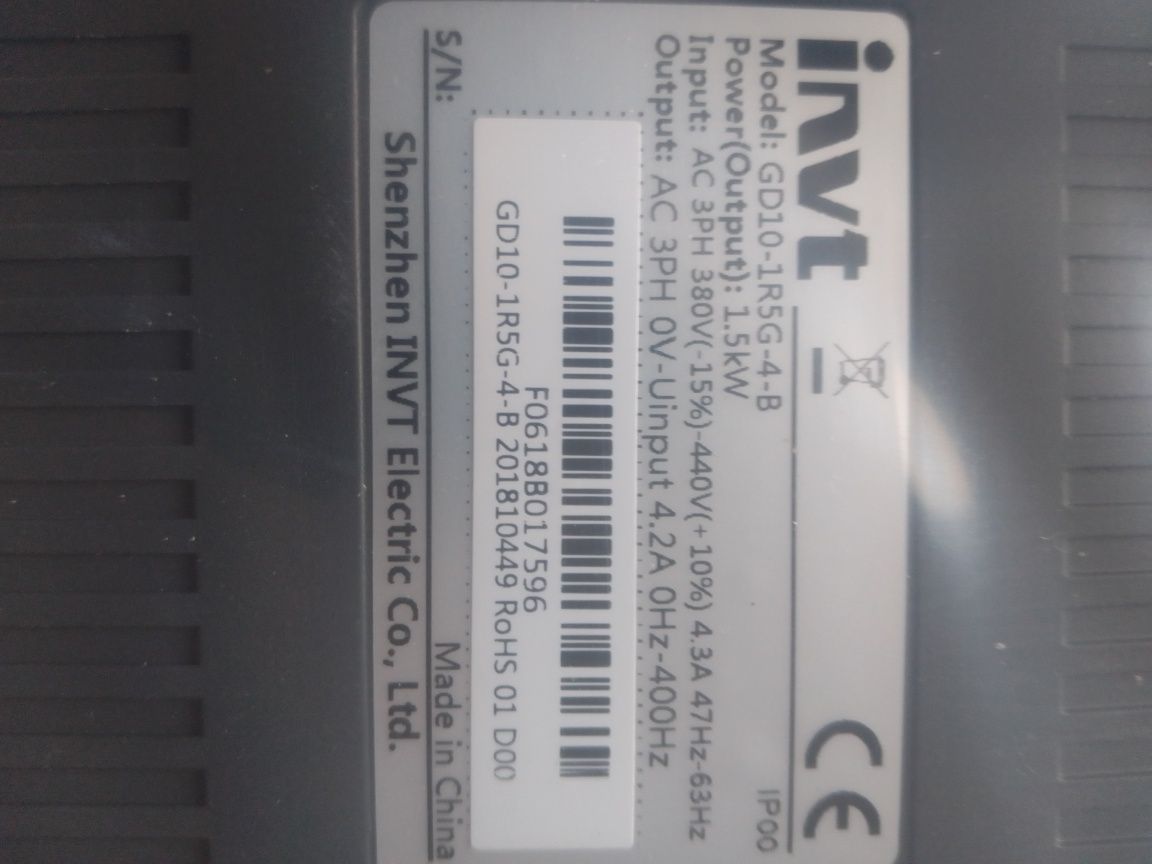 invt
Model: GD10-1R5G-4-B
IP00
Power(Output): 1.5kW
Input: AC 3PH 380V(-15%)-440V(+10%) 4.3A 47Hz-63Hz
Output: AC 3PH 0V-Uinput 4.2A 0Hz-400Hz
F0618B017596
GD10-1R5G-4-B 201810449 RoHS 01 D00
S/N:
Made in China
Shenzhen INVT Electric Co., Ltd.